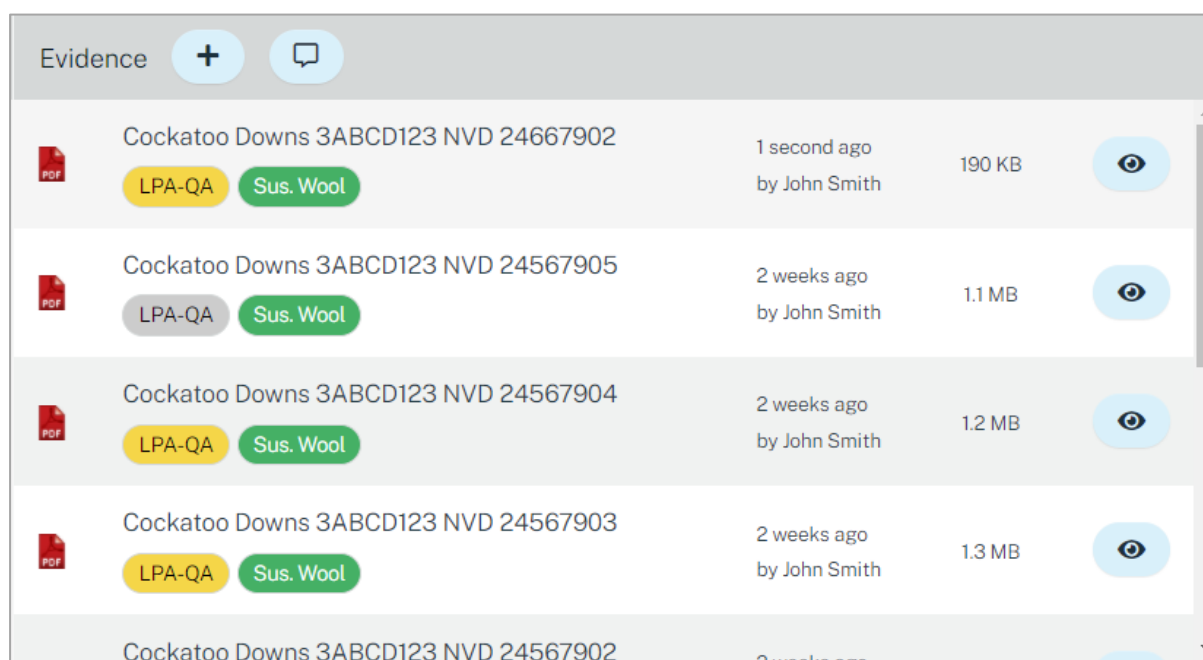 Evidence
Cockatoo Downs 3ABCD123 NVD 24667902
1 second ago
190 KB
PDF
LPA-QA Sus. Wool
by John Smith
Cockatoo Downs 3ABCD123 NVD 24567905
2 weeks ago
1.1 MB
PDF
LPA-QA Sus. Wool
by John Smith
Cockatoo Downs 3ABCD123 NVD 24567904
2 weeks ago
1.2 MB
PDF
LPA-QA Sus. Wool
by John Smith
Cockatoo Downs 3ABCD123 NVD 24567903
2 weeks ago
1.3 MB
PDF
LPA-QA Sus. Wool
by John Smith
Cockatoo Downs 3ABCD123 NVD 24567902
2 weeks ago